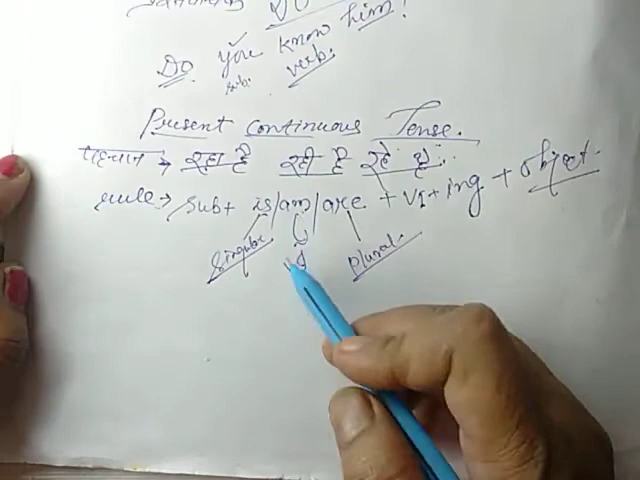 Do you know him?
sub. verb.
Present Continuous Tense.
पहचान → रहा है रही है रहे है..
rule → sub + is/am/are + V1 + ing + object.
Singular I Plural.